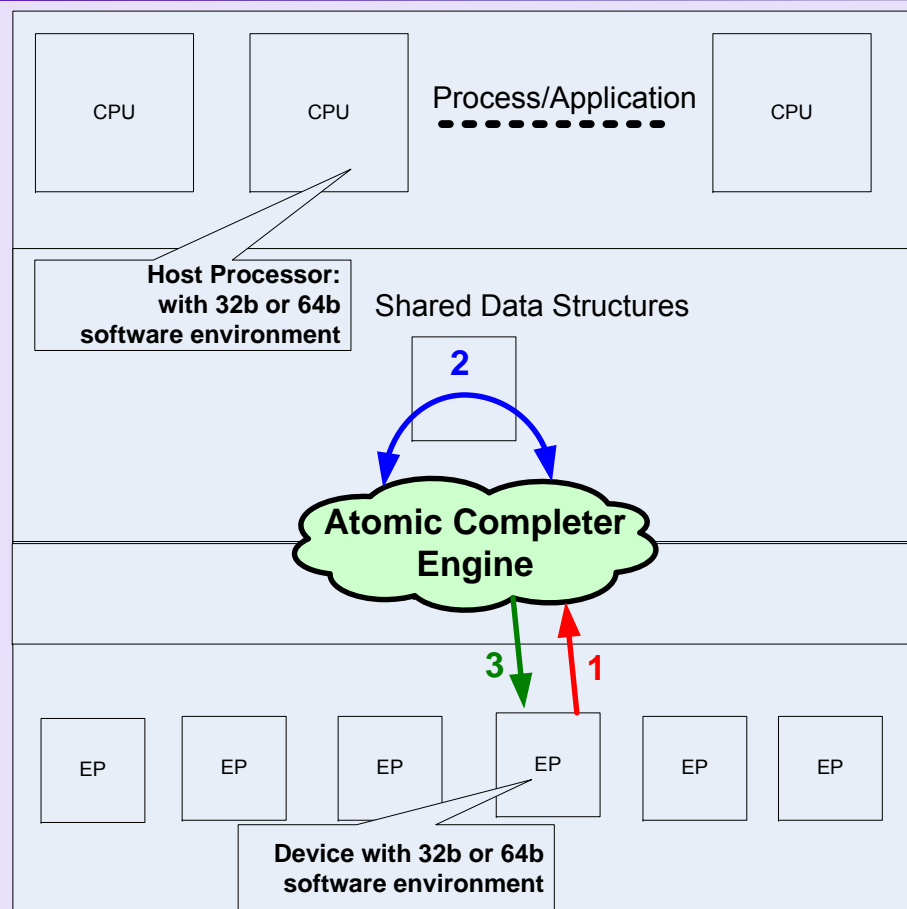 CPU
CPU
Process/Application
CPU
Host Processor:
with 32b or 64b
software environment
Shared Data Structures
2
Atomic Completer
Engine
3
1
EP
EP
EP
EP
EP
EP
Device with 32b or 64b
software environment